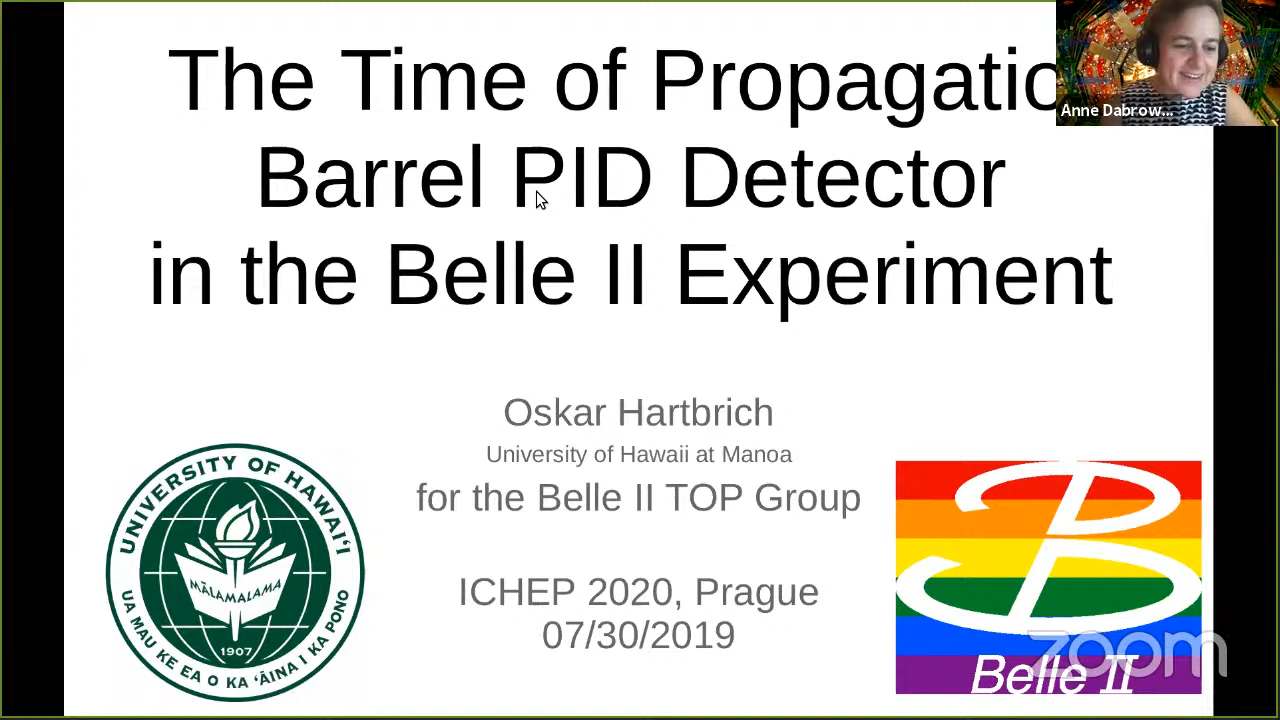 The Time of Propagatio
Barrel PID Detector
in the Belle II Experiment
Anne Dabrow...
Oskar Hartbrich
University of Hawaii at Manoa
for the Belle II TOP Group
ICHEP 2020, Prague
07/30/2019
UNIVERSITY OF HAWAIʻI
MĀLAMALAMA
1907
UA MAU KE EA O KA ʻĀINA I KA PONO
B
Belle II
zoom